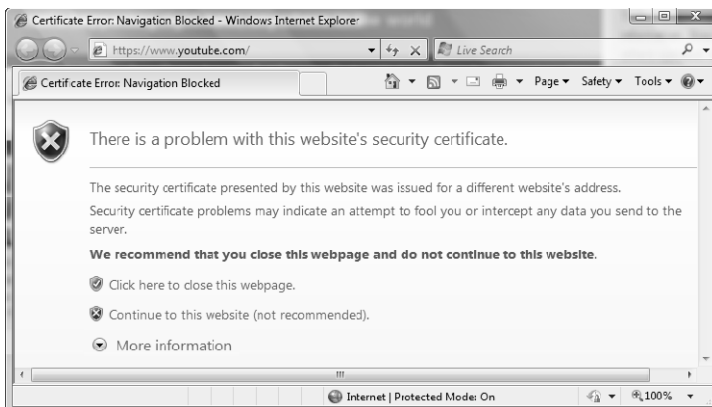 Certificate Error: Navigation Blocked - Windows Internet Explorer
https://www.youtube.com/
Live Search
Certificate Error: Navigation Blocked
Page Safety Tools
There is a problem with this website's security certificate.
The security certificate presented by this website was issued for a different website's address.
Security certificate problems may indicate an attempt to fool you or intercept any data you send to the
server.
We recommend that you close this webpage and do not continue to this website.
Click here to close this webpage.
Continue to this website (not recommended).
More information
Internet | Protected Mode: On
100%